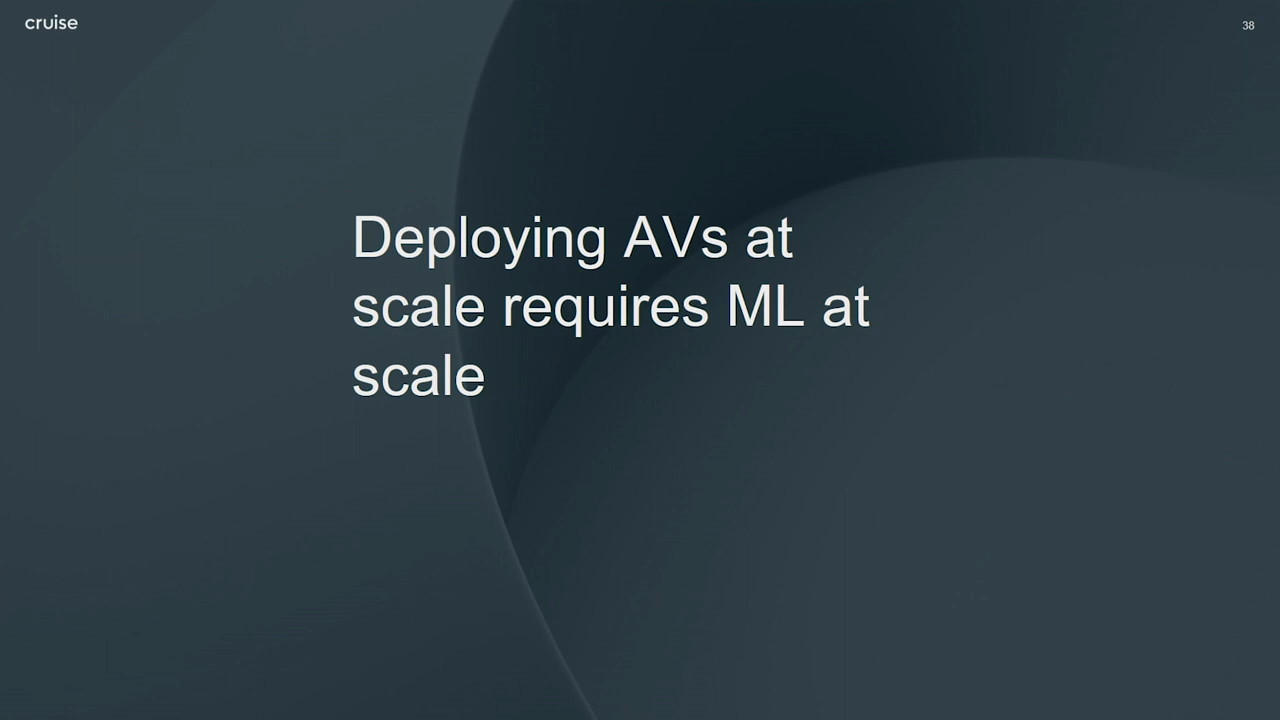 cruise
38
Deploying AVs at
scale requires ML at
scale